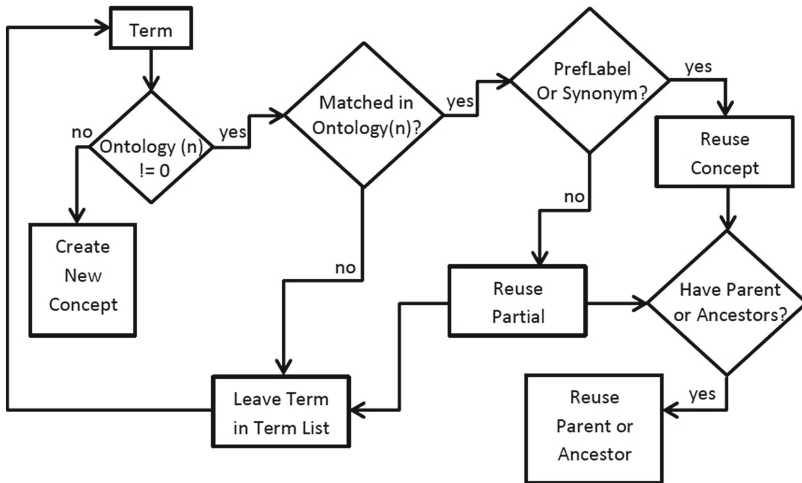 Term
Ontology (n)
!= 0
no
yes
Create
New
Concept
Matched in
Ontology(n)?
yes
no
PrefLabel
Or Synonym?
yes
no
Reuse
Concept
Reuse
Partial
Have Parent
or Ancestors?
yes
Leave Term
in Term List
Reuse
Parent or
Ancestor